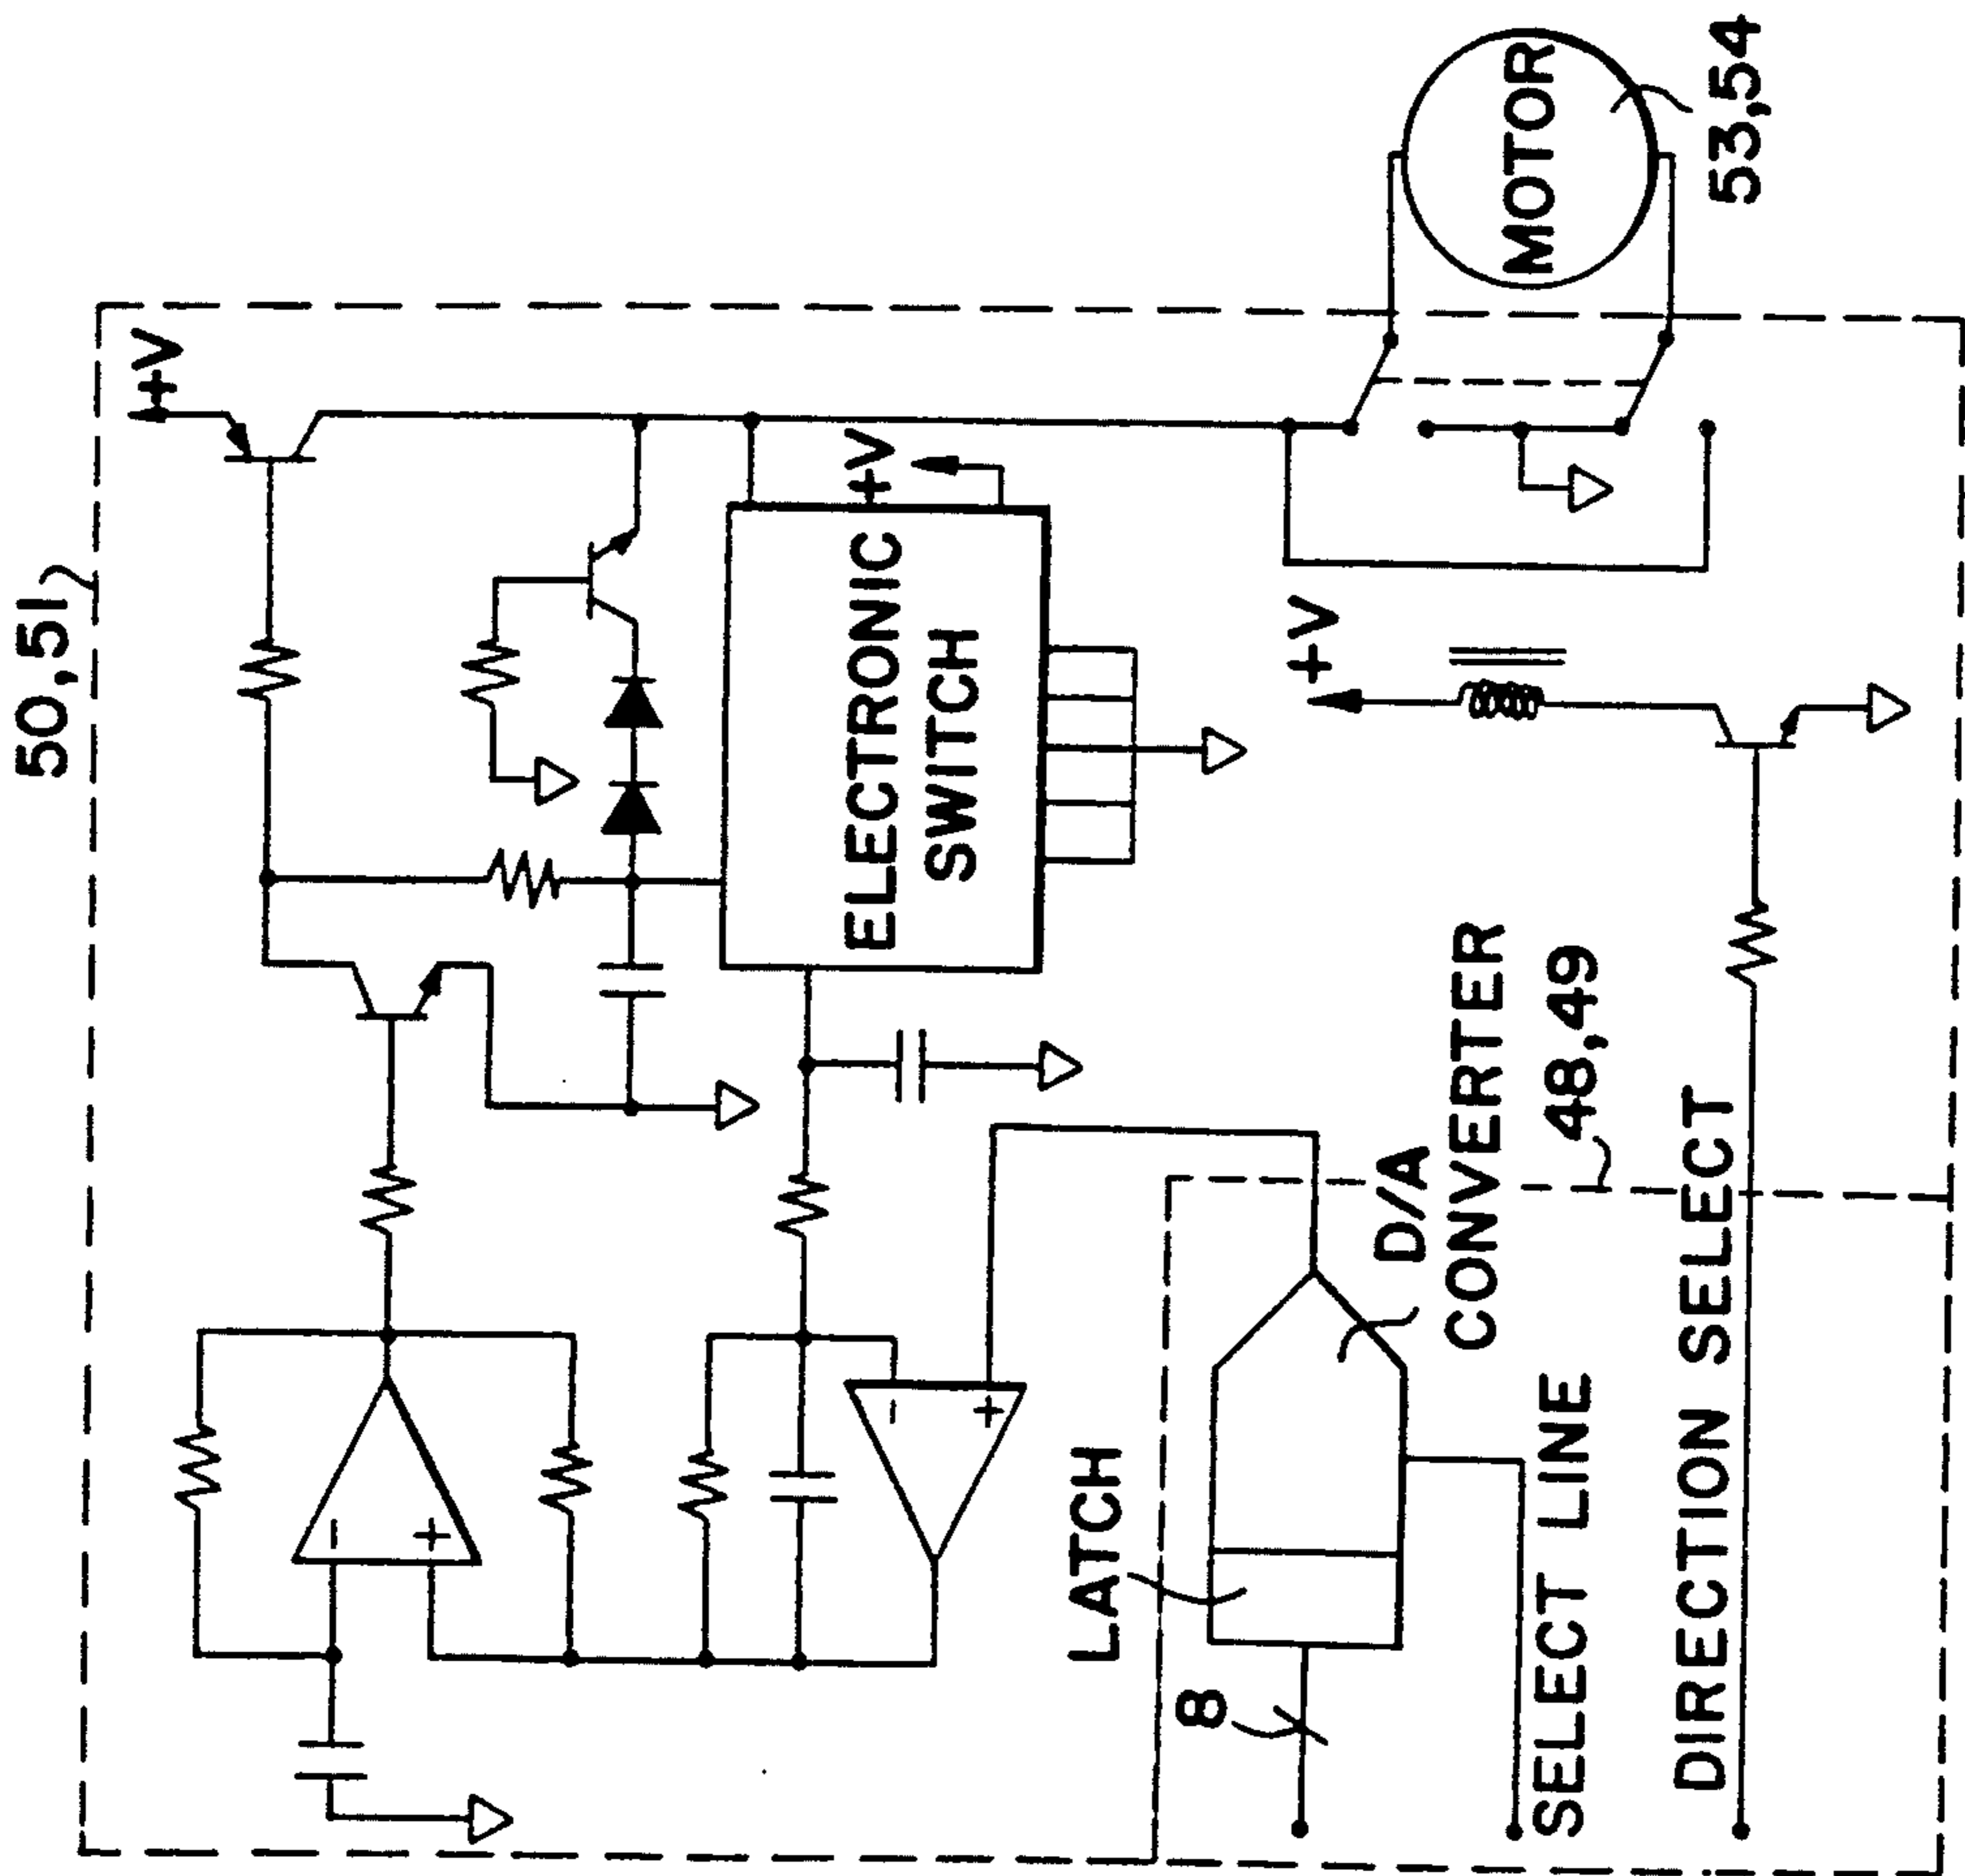 50,51
+V
+V
ELECTRONIC
SWITCH
MOTOR
53,54
+V
-
+
-
+
LATCH
8
D/A
CONVERTER
48,49
SELECT LINE
DIRECTION SELECT